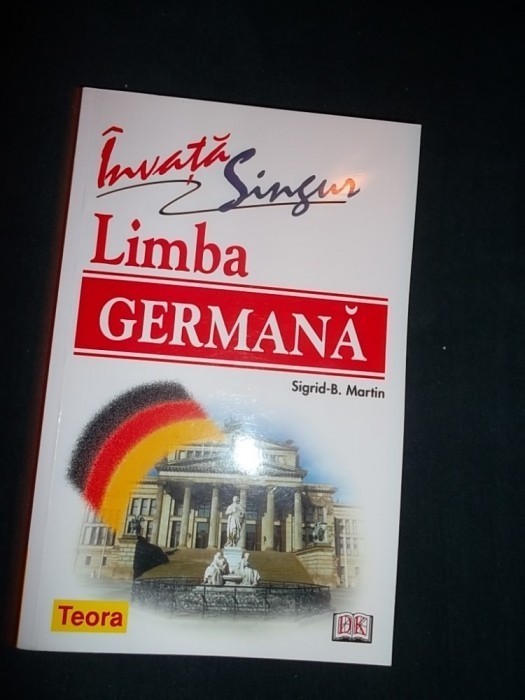 Învață
Singur
Limba
GERMANĂ
Sigrid-B. Martin
Teora
DK